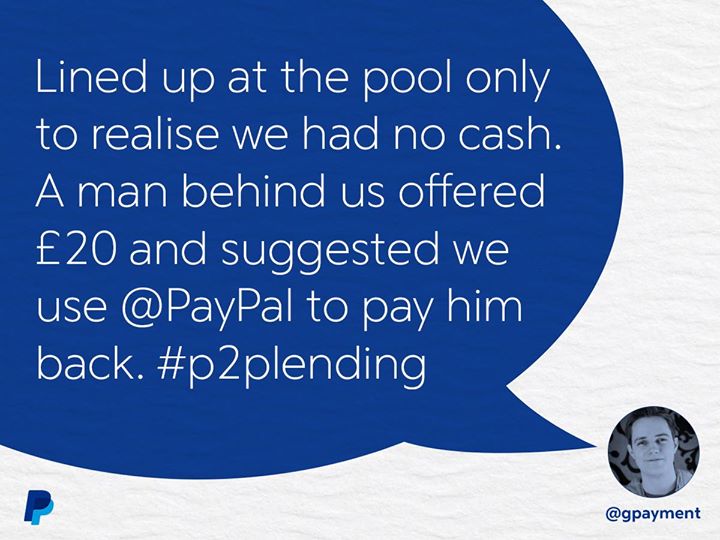 Lined up at the pool only
to realise we had no cash.
A man behind us offered
£20 and suggested we
use @PayPal to pay him
back. #p2plending
@gpayment